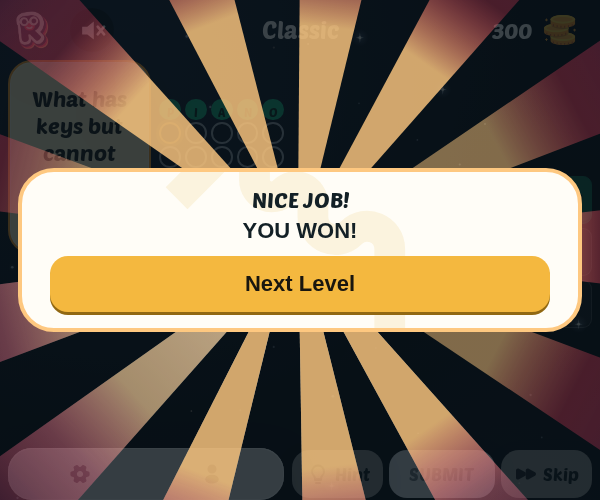 Classic
300
What has
keys but
cannot
NICE JOB!
YOU WON!
Next Level
Hint
SUBMIT
Skip